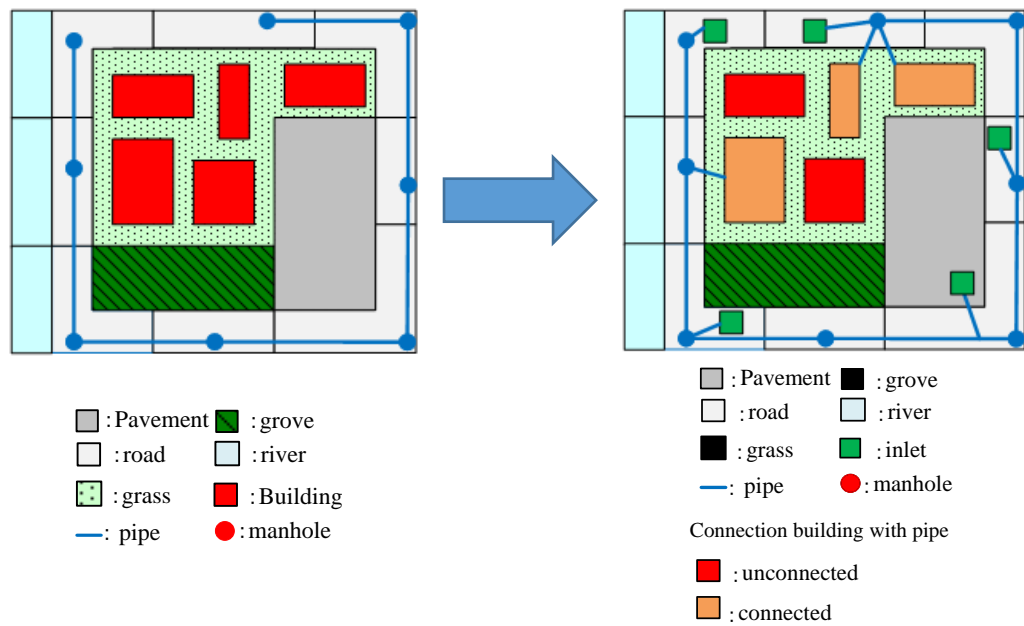 : Pavement
: grove
: road
: river
: grass
: Building
: pipe
: manhole
: Pavement
: grove
: road
: river
: grass
: inlet
: pipe
: manhole
Connection building with pipe
: unconnected
: connected